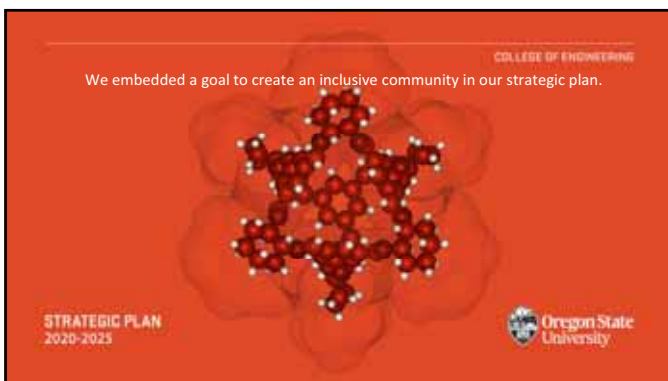 COLLEGE OF ENGINEERING
We embedded a goal to create an inclusive community in our strategic plan.
STRATEGIC PLAN
2020-2025
Oregon State
University